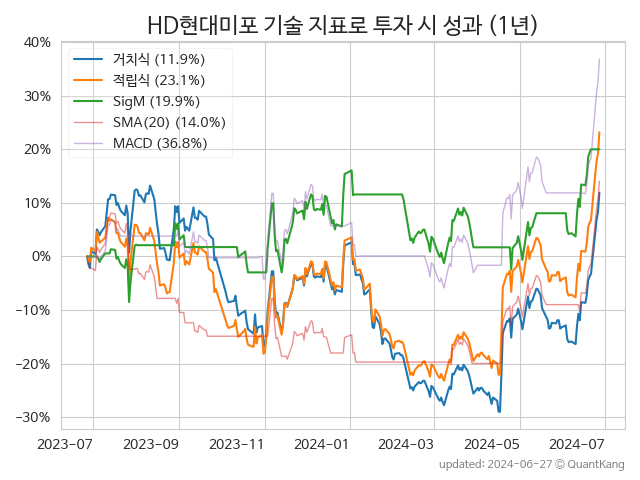 HD현대미포 기술 지표로 투자 시 성과 (1년)
거치식 (11.9%)
적립식 (23.1%)
SigM (19.9%)
SMA(20) (14.0%)
MACD (36.8%)
40%
30%
20%
10%
0%
−10%
−20%
−30%
2023-07 2023-09 2023-11 2024-01 2024-03 2024-05 2024-07
updated: 2024-06-27 © QuantKang